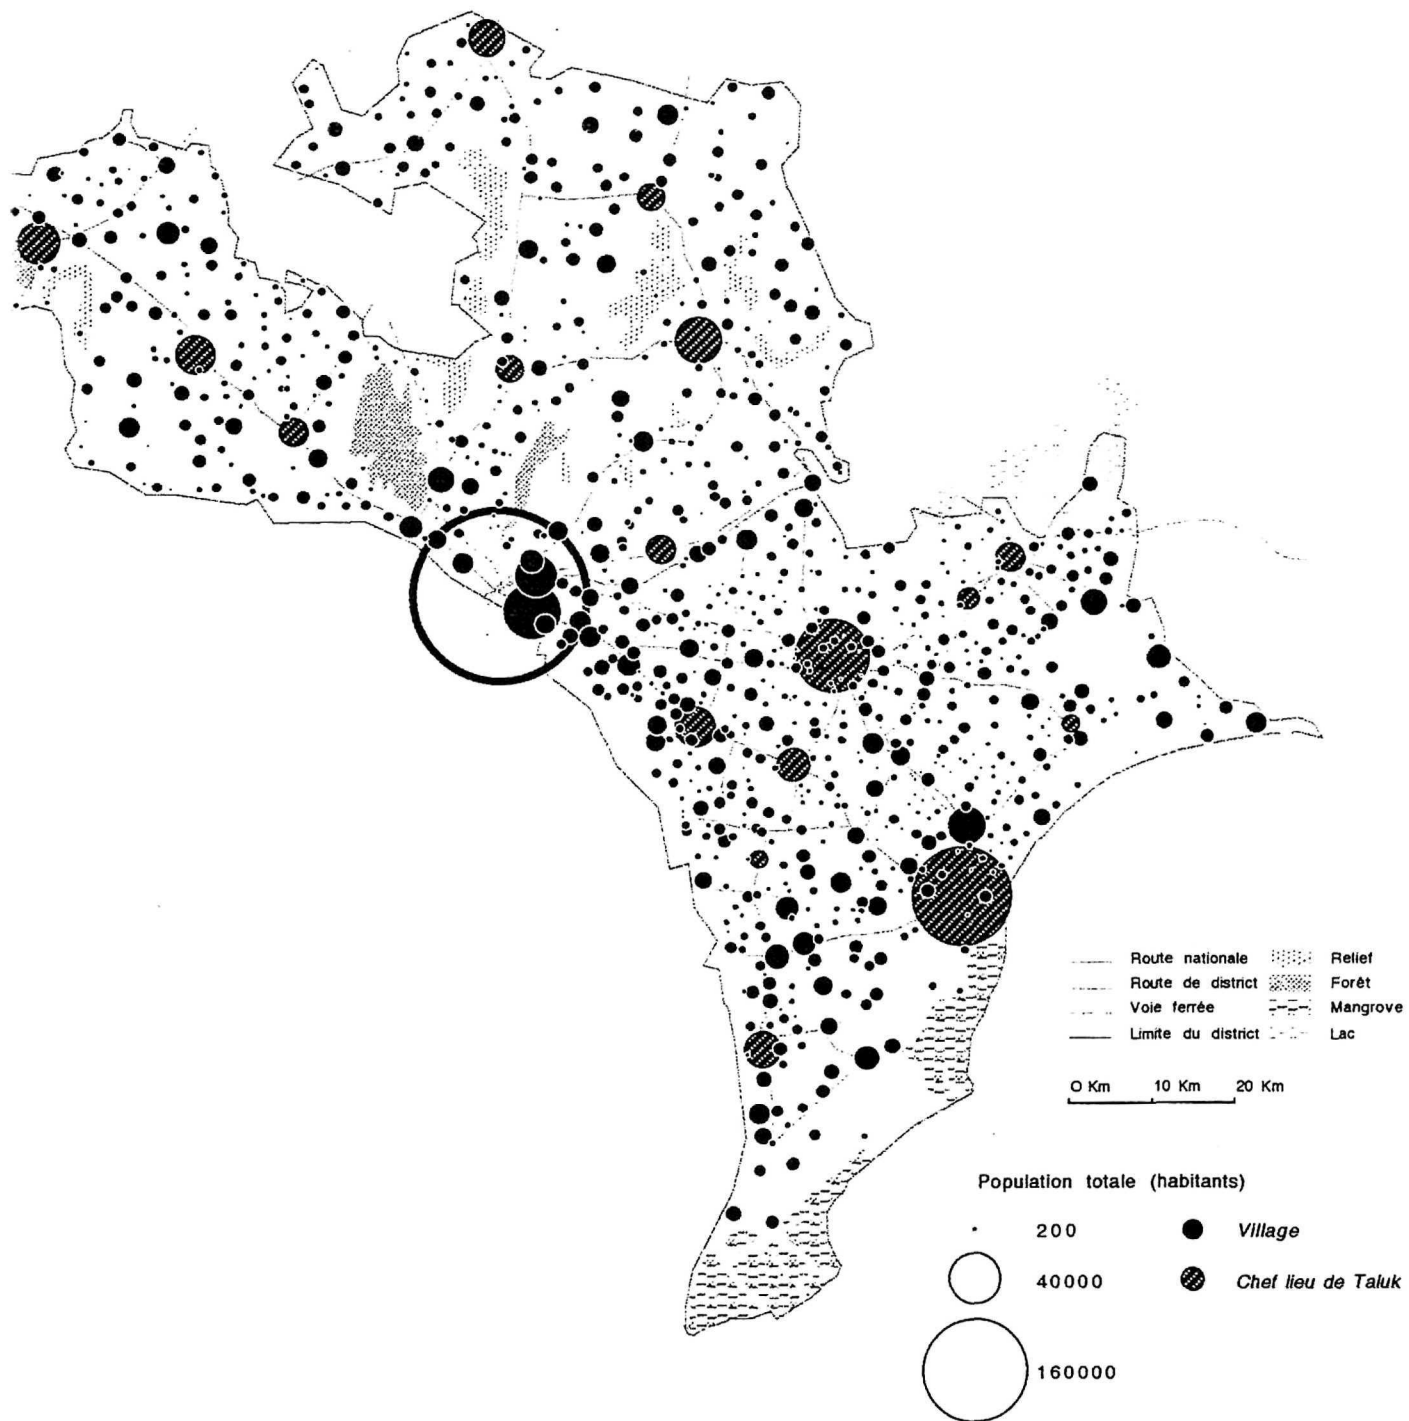 Route nationale
Relief
Route de district
Forêt
Voie ferrée
Mangrove
Limite du district
Lac
O Km 10 Km 20 Km
Population totale (habitants)
200
Village
40000
Chef lieu de Taluk
160000